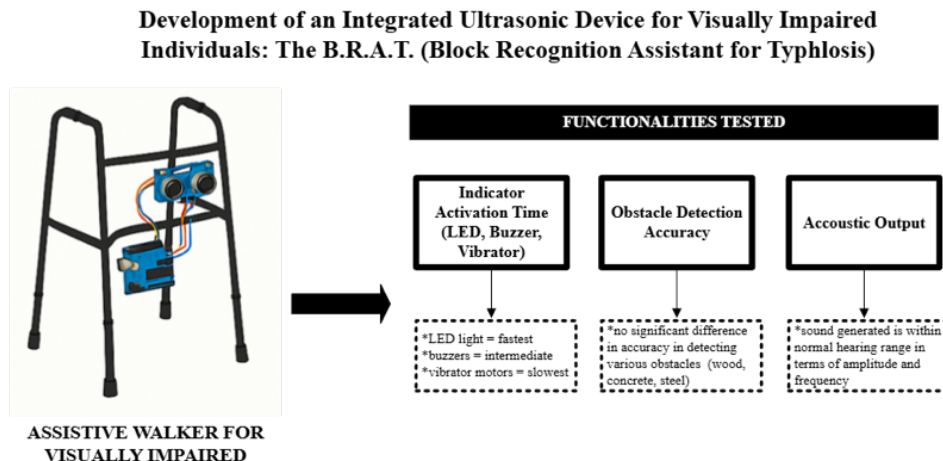 Development of an Integrated Ultrasonic Device for Visually Impaired
Individuals: The B.R.A.T. (Block Recognition Assistant for Typhlosis)
FUNCTIONALITIES TESTED
Indicator
Activation Time
(LED, Buzzer,
Vibrator)
Obstacle Detection
Accuracy
Accoustic Output
*LED light = fastest
*buzzers = intermediate
*vibrator motors = slowest
*no significant difference
in accuracy in detecting
various obstacles (wood,
concrete, steel)
*sound generated is within
normal hearing range in
terms of amplitude and
frequency
ASSISTIVE WALKER FOR
VISUALLY IMPAIRED